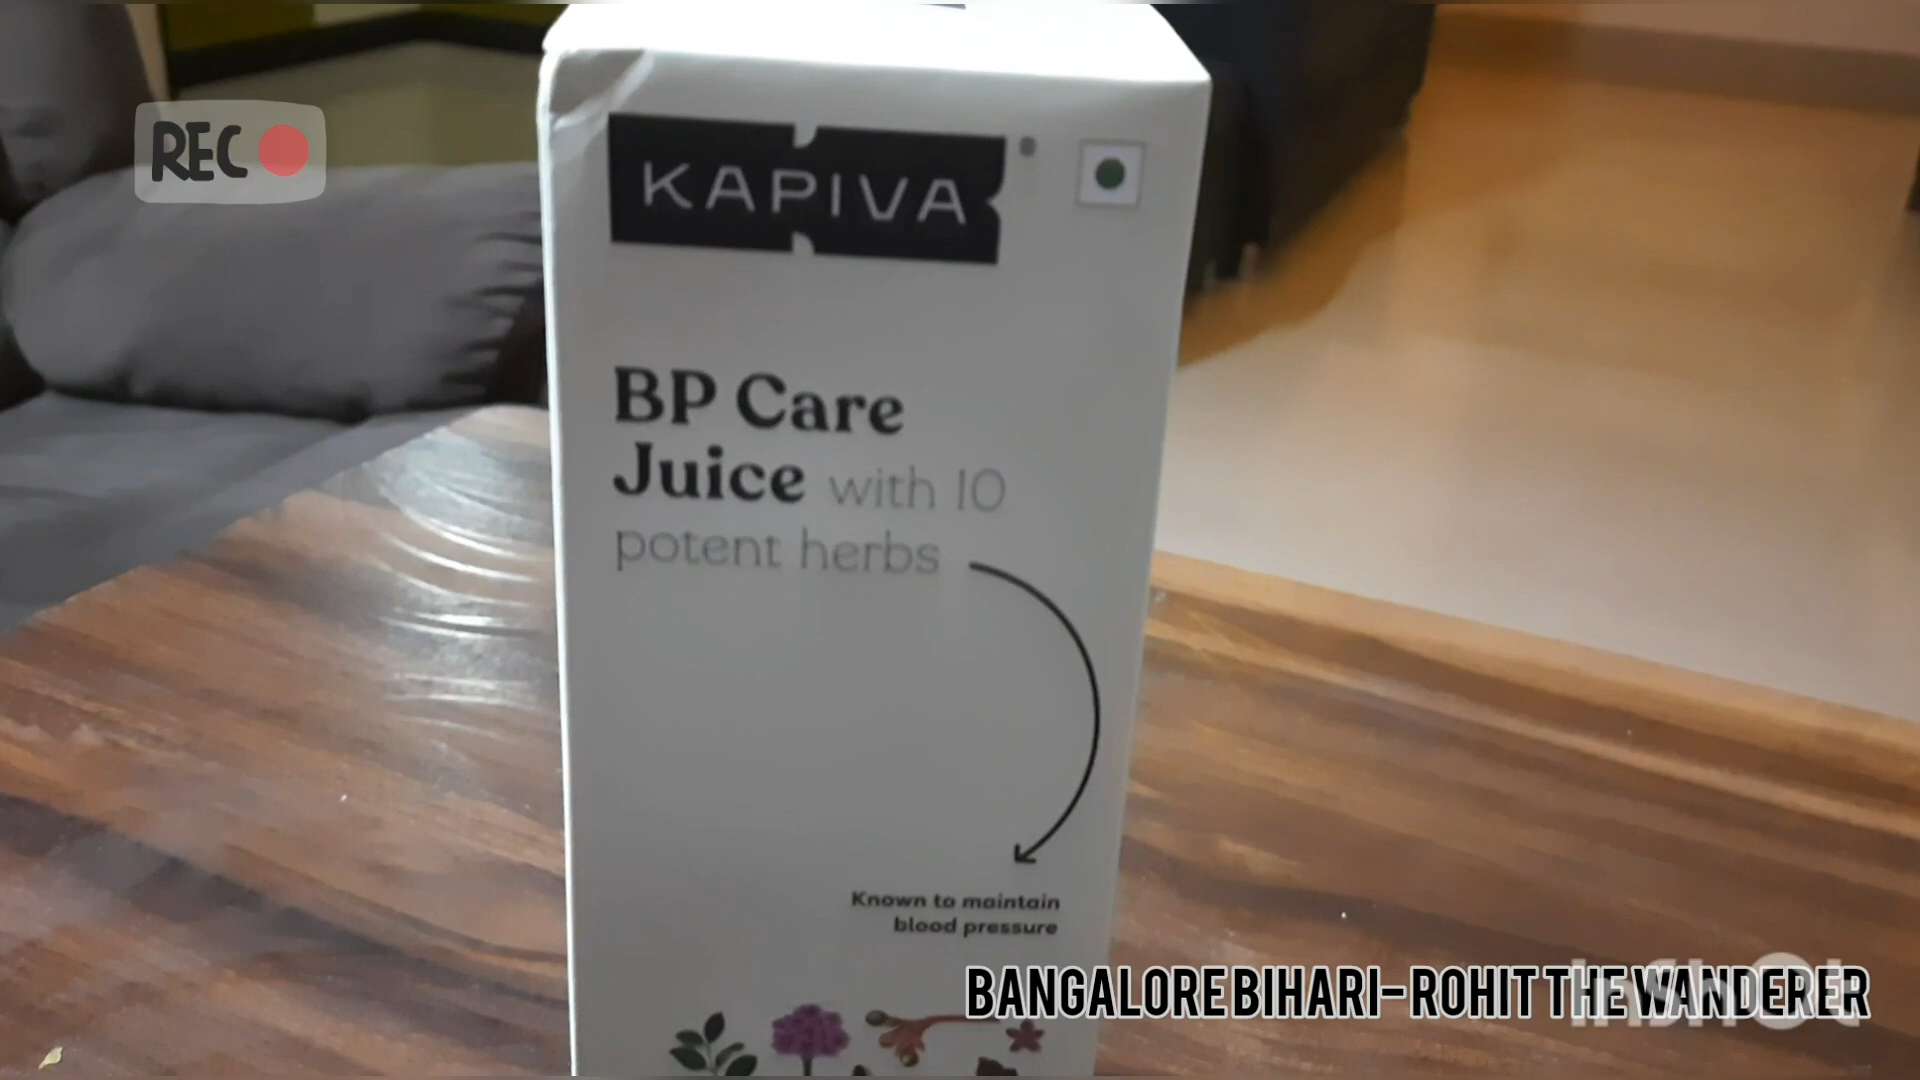 REC
KAPIVA
BP Care
Juice with 10
potent herbs
Known to maintain
blood pressure
BANGALORE BIHARI-ROHIT THE WANDERER
InShot